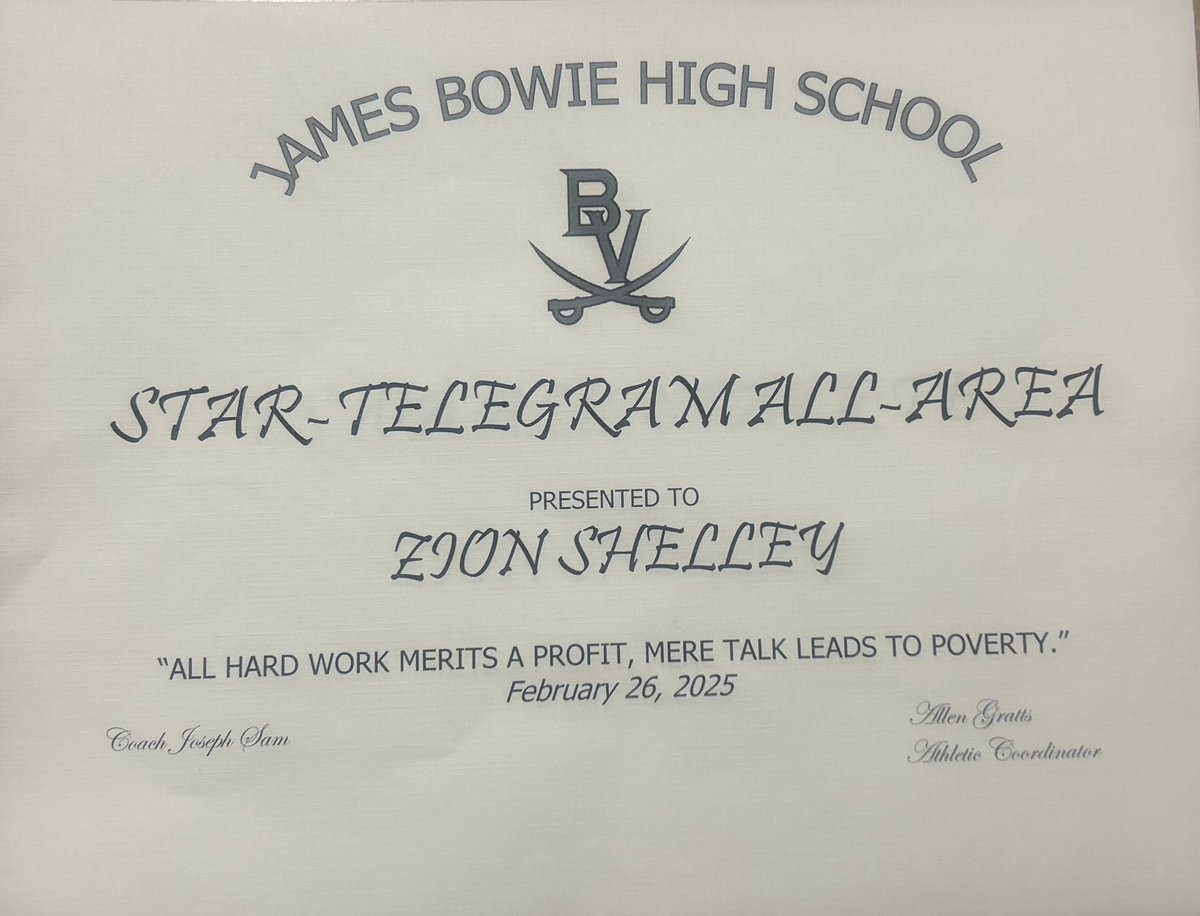 JAMES BOWIE HIGH SCHOOL
BV
STAR-TELEGRAM ALL-AREA
PRESENTED TO
ZION SHELLEY
“ALL HARD WORK MERITS A PROFIT, MERE TALK LEADS TO POVERTY.”
February 26, 2025
Coach Joseph Sam
Allen Gratts
Athletic Coordinator